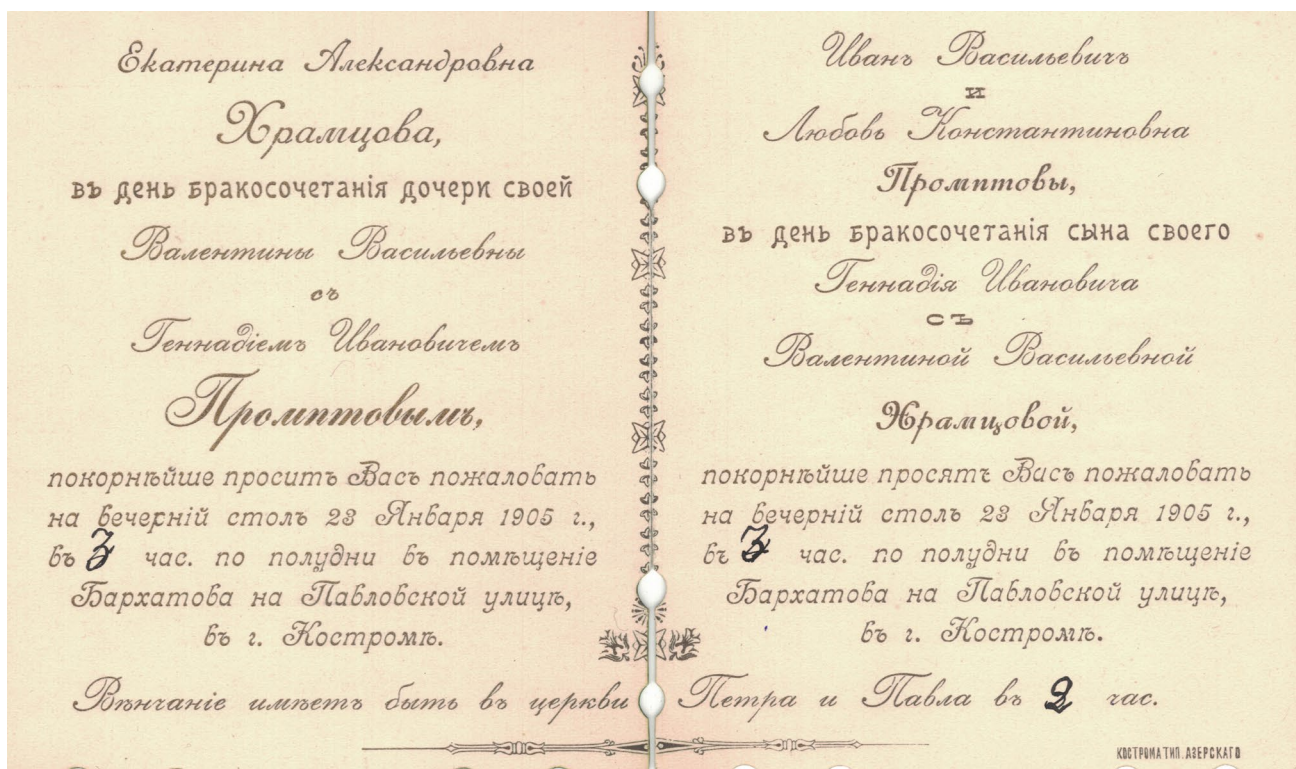 Екатерина Александровна
Храмцова,
въ день бракосочетанія дочери своей
Валентины Васильевны
съ
Геннадіемъ Ивановичемъ
Промптовымъ,
покорнѣйше проситъ Васъ пожаловать
на вечерній столъ 23 Января 1905 г.,
въ 3 час. по полудни въ помѣщеніе
Бархатова на Павловской улицѣ,
въ г. Костромѣ.
Иванъ Васильевичъ
и
Любовь Константиновна
Промптовы,
въ день бракосочетанія сына своего
Геннадія Ивановича
съ
Валентиной Васильевной
Храмцовой,
покорнѣйше просятъ Васъ пожаловать
на вечерній столъ 23 Января 1905 г.,
въ 3 час. по полудни въ помѣщеніе
Бархатова на Павловской улицѣ,
въ г. Костромѣ.
Вѣнчаніе имѣетъ быть въ церкви Петра и Павла въ 2 час.
КОСТРОМА ТИП. АЗЕРСКАГО